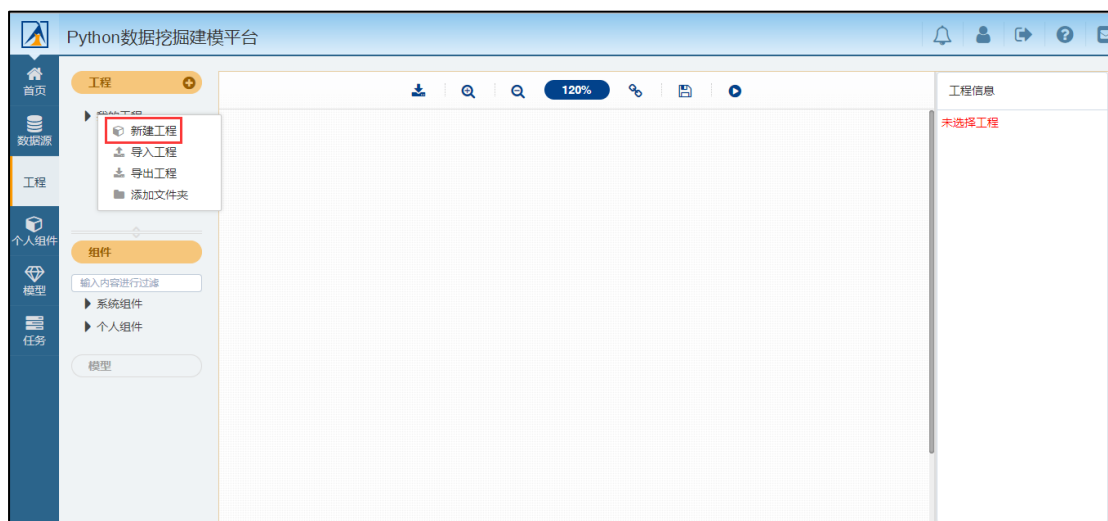 Python数据挖掘建模平台
首页
数据源
工程
个人组件
模型
任务
工程
我的工程
新建工程
导入工程
导出工程
添加文件夹
组件
输入内容进行过滤
系统组件
个人组件
模型
120%
工程信息
未选择工程